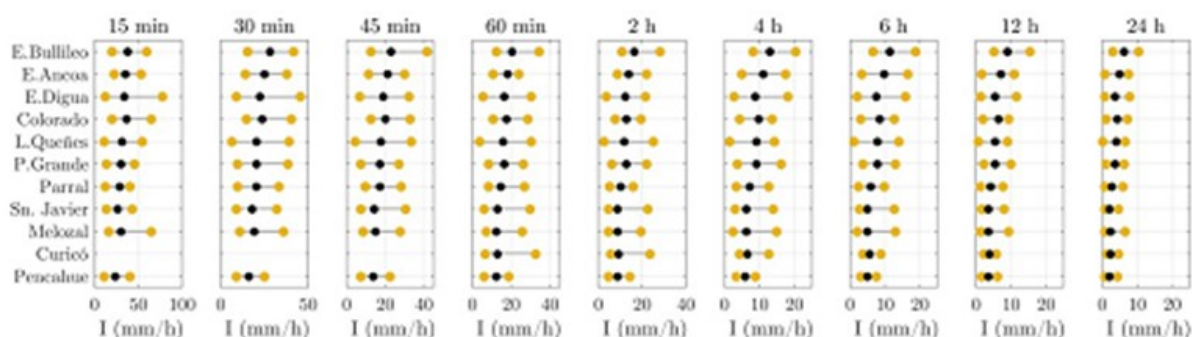 15 min 30 min 45 min 60 min 2 h 4 h 6 h 12 h 24 h
E.Bullileo
E.Ancoa
E.Digua
Colorado
L.Queñes
P.Grande
Parral
Sn. Javier
Melozal
Curicó
Pencahue
0 50 100 0 50 0 20 40 0 20 40 0 20 40 0 10 20 0 10 20 0 10 20 0 10 20
I (mm/h) I (mm/h) I (mm/h) I (mm/h) I (mm/h) I (mm/h) I (mm/h) I (mm/h) I (mm/h)